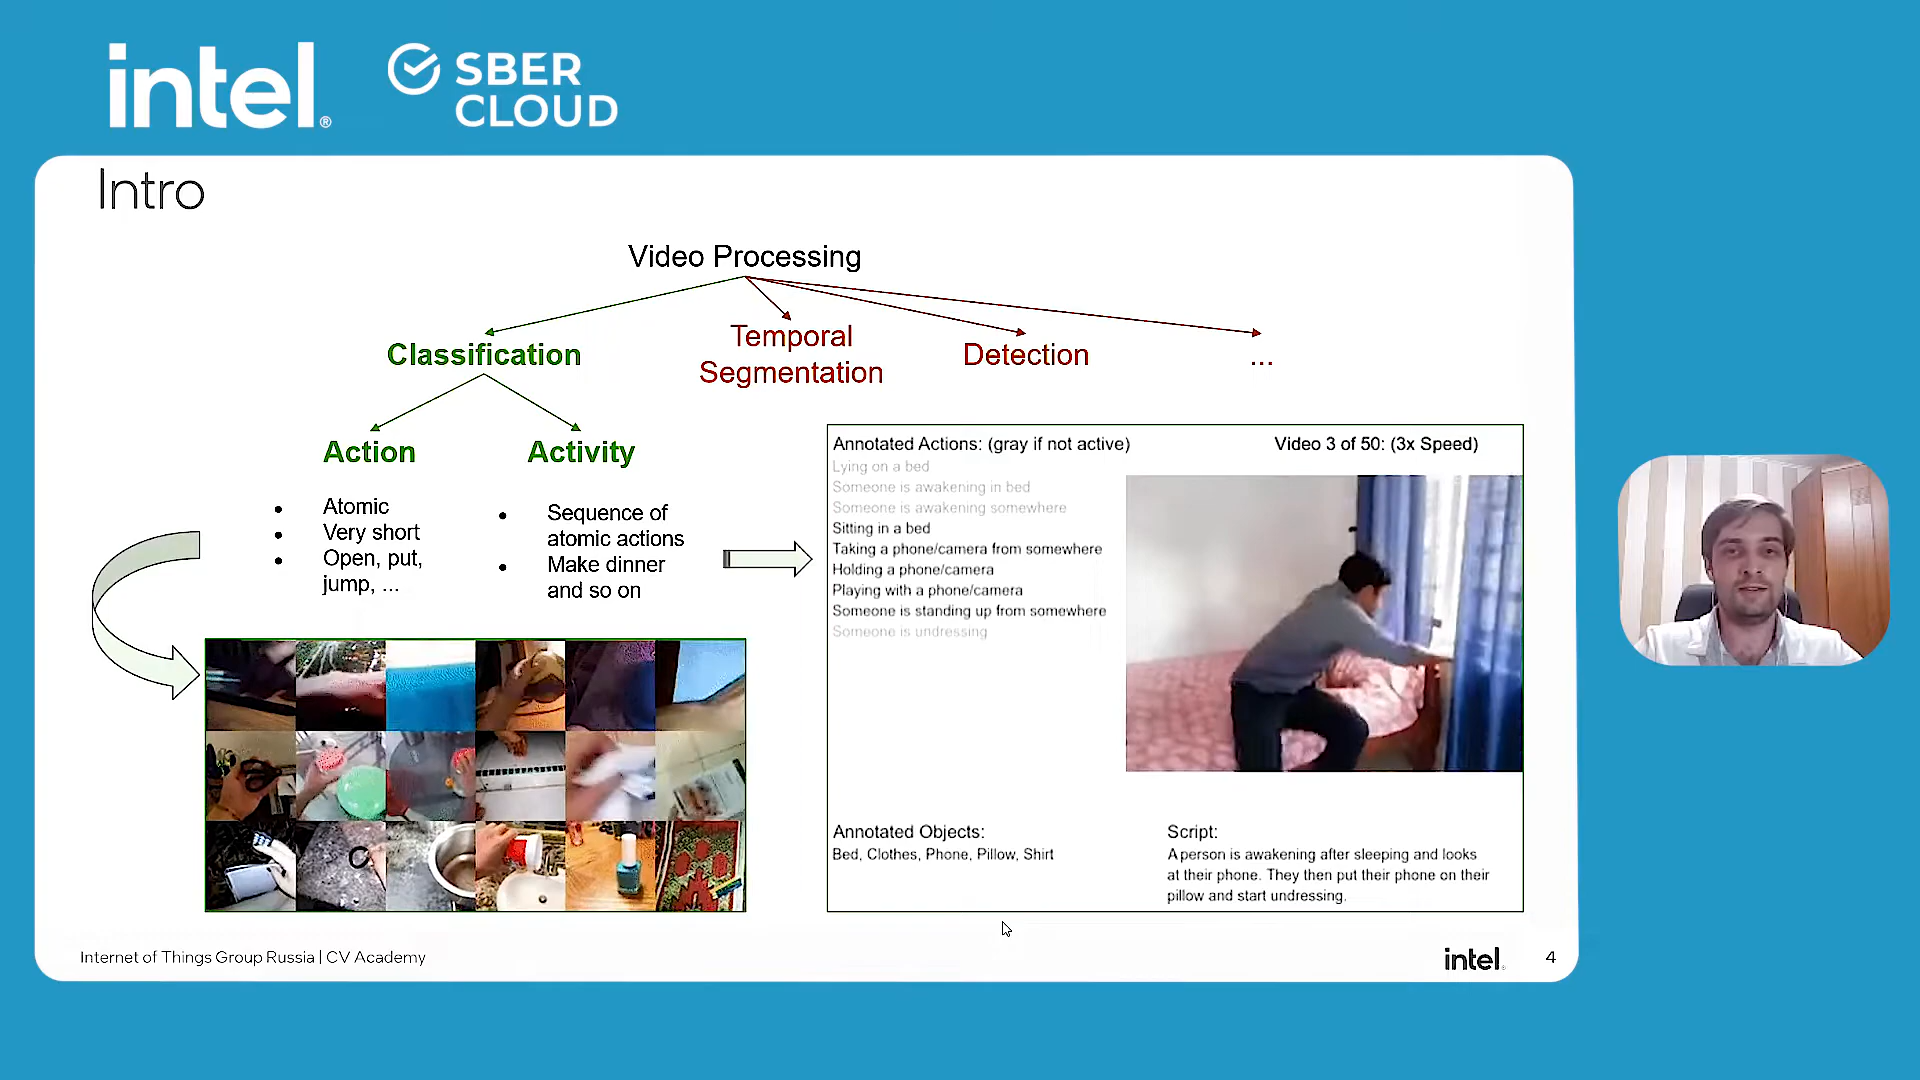 intel®
SBER
CLOUD
Intro
Video Processing
Classification
Temporal
Segmentation
Detection
...
Action
Activity
• Atomic
• Very short
• Open, put,
jump, ...
• Sequence of
atomic actions
• Make dinner
and so on
Annotated Actions: (gray if not active)
Video 3 of 50: (3x Speed)
Lying on a bed
Someone is awakening in bed
Someone is awakening somewhere
Sitting in a bed
Taking a phone/camera from somewhere
Holding a phone/camera
Playing with a phone/camera
Someone is standing up from somewhere
Someone is undressing
Annotated Objects:
Bed, Clothes, Phone, Pillow, Shirt
Script:
A person is awakening after sleeping and looks
at their phone. They then put their phone on their
pillow and start undressing.
Internet of Things Group Russia | CV Academy
intel.
4